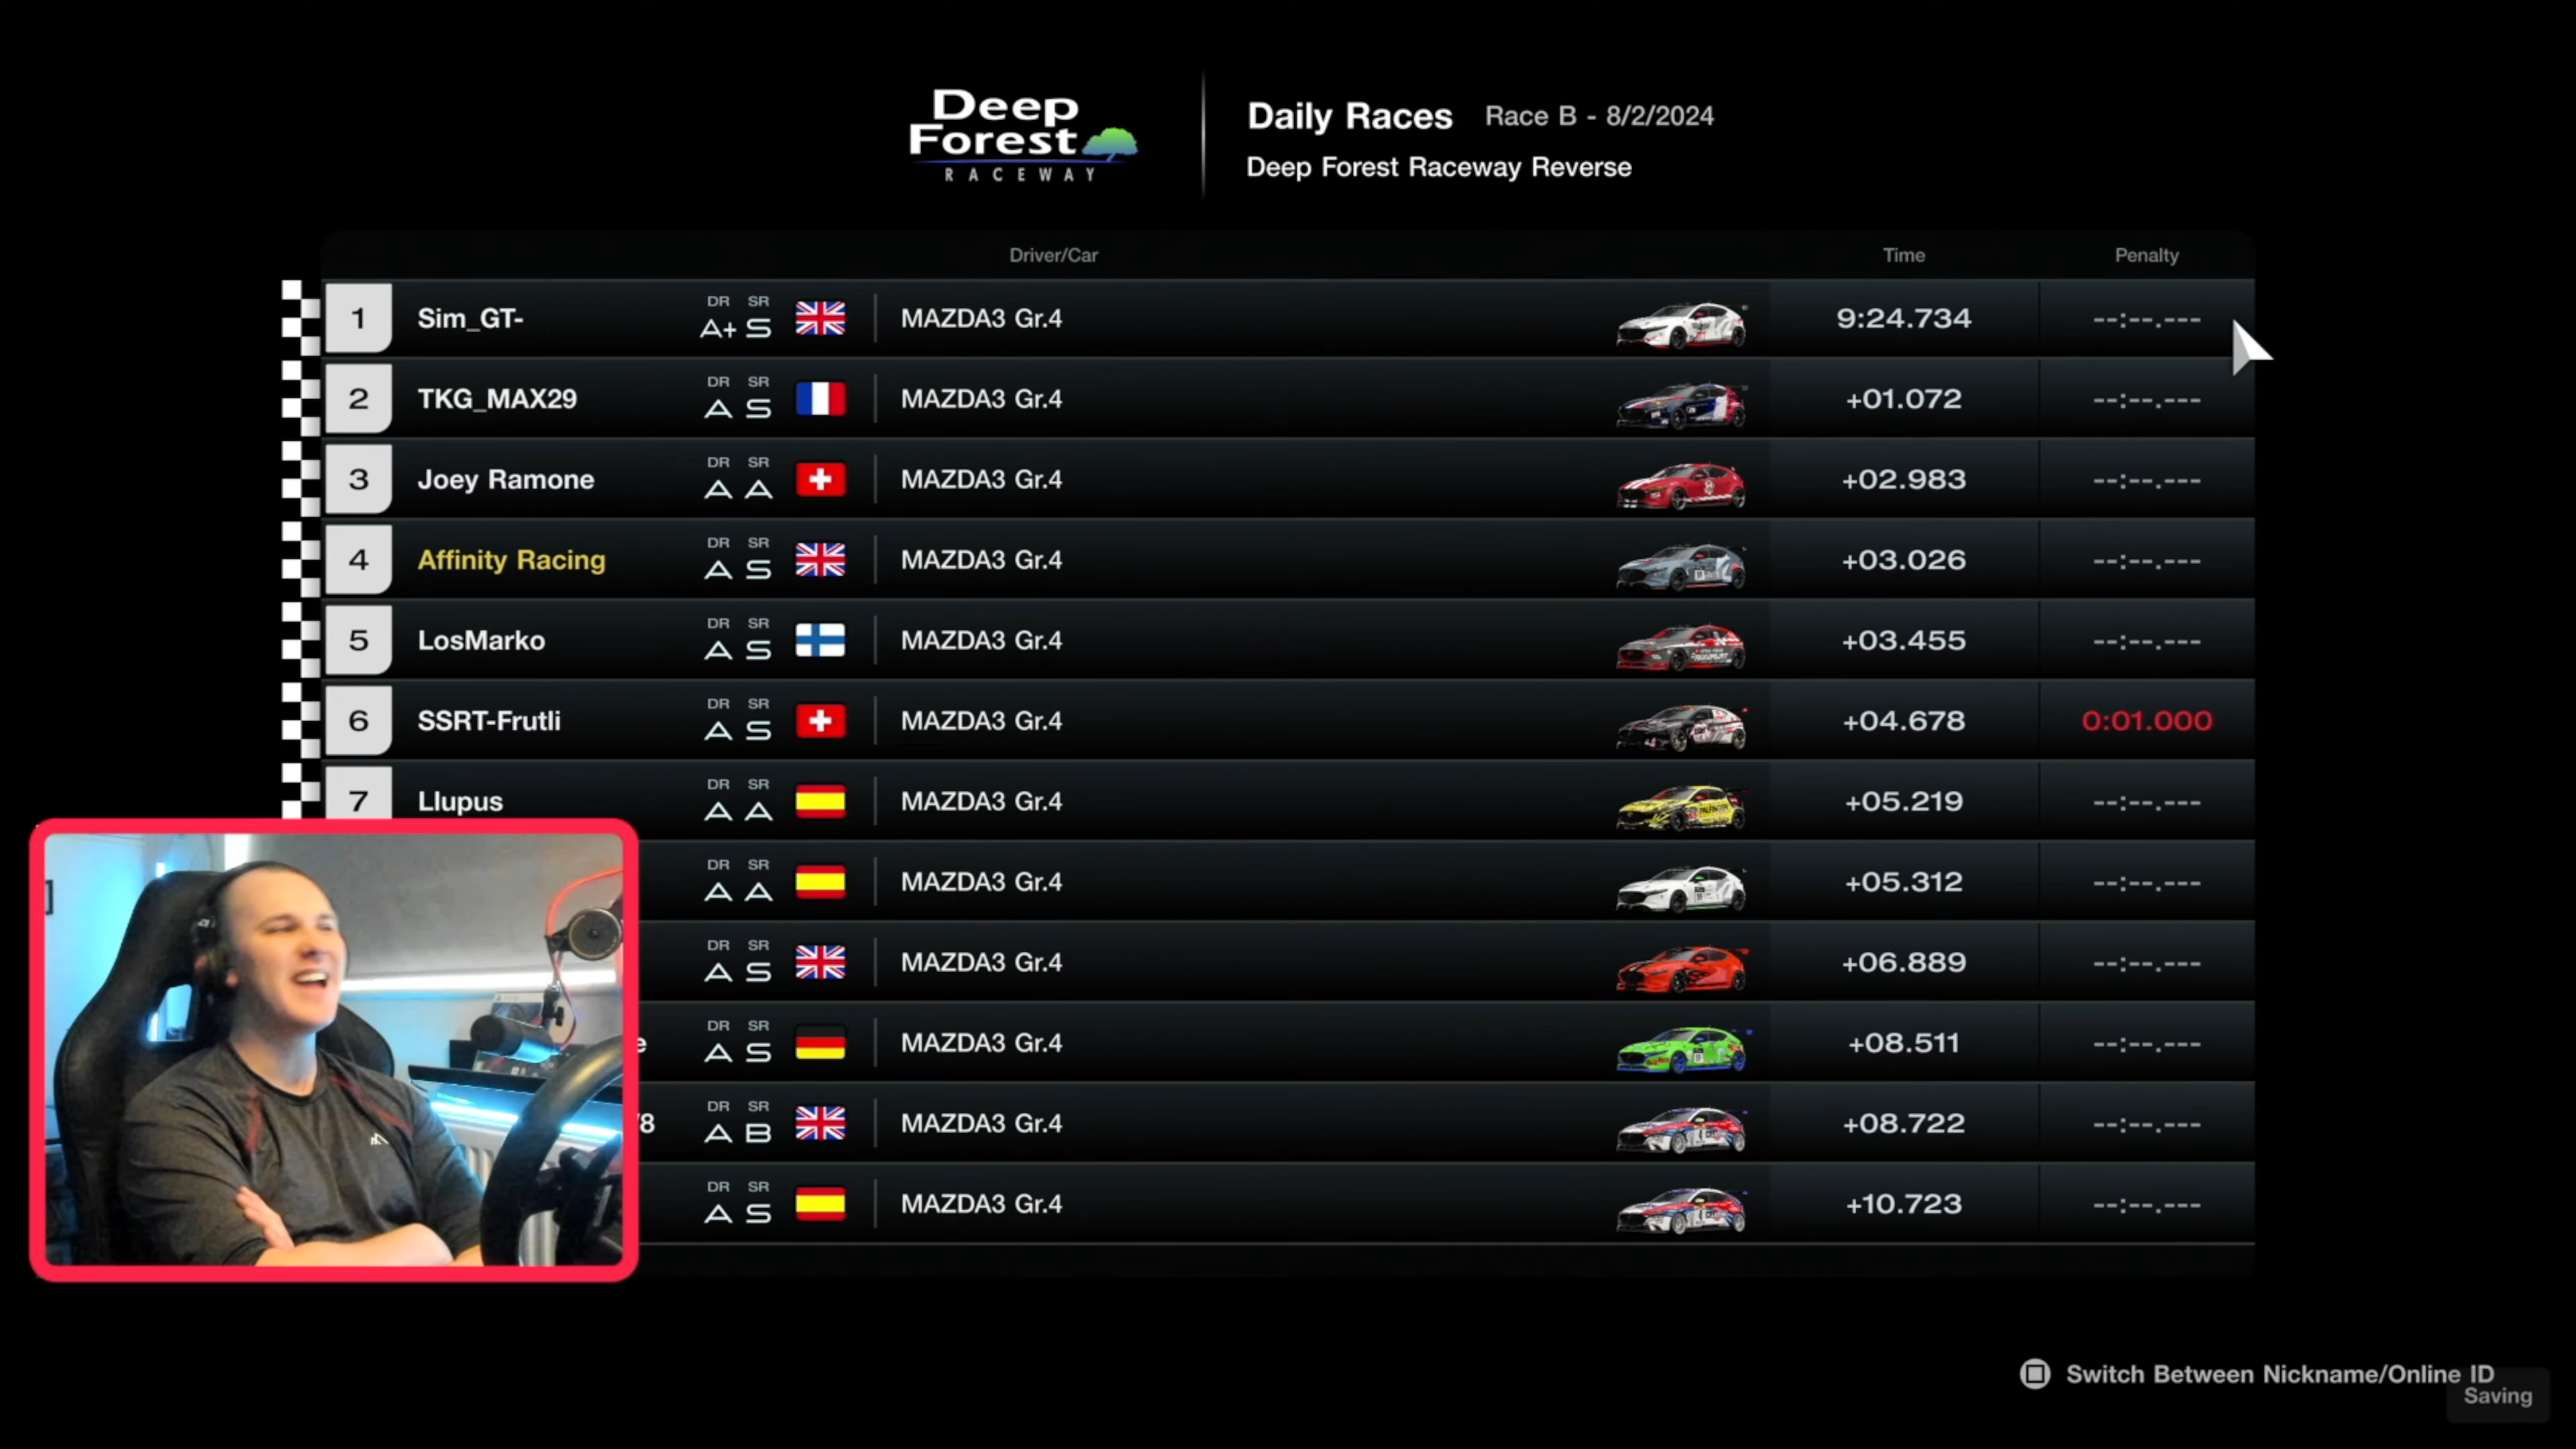 Deep
Forest
RACEWAY
Daily Races Race B - 8/2/2024
Deep Forest Raceway Reverse
Driver/Car Time Penalty
1 Sim_GT- DR A+ SR S MAZDA3 Gr.4 9:24.734 --:--.---
2 TKG_MAX29 DR A SR S MAZDA3 Gr.4 +01.072 --:--.---
3 Joey Ramone DR A SR A MAZDA3 Gr.4 +02.983 --:--.---
4 Affinity Racing DR A SR S MAZDA3 Gr.4 +03.026 --:--.---
5 LosMarko DR A SR S MAZDA3 Gr.4 +03.455 --:--.---
6 SSRT-Frutli DR A SR S MAZDA3 Gr.4 +04.678 0:01.000
7 Llupus DR A SR A MAZDA3 Gr.4 +05.219 --:--.---
DR A SR A MAZDA3 Gr.4 +05.312 --:--.---
DR A SR S MAZDA3 Gr.4 +06.889 --:--.---
e DR A SR S MAZDA3 Gr.4 +08.511 --:--.---
8 DR A SR B MAZDA3 Gr.4 +08.722 --:--.---
DR A SR S MAZDA3 Gr.4 +10.723 --:--.---
Switch Between Nickname/Online ID
Saving